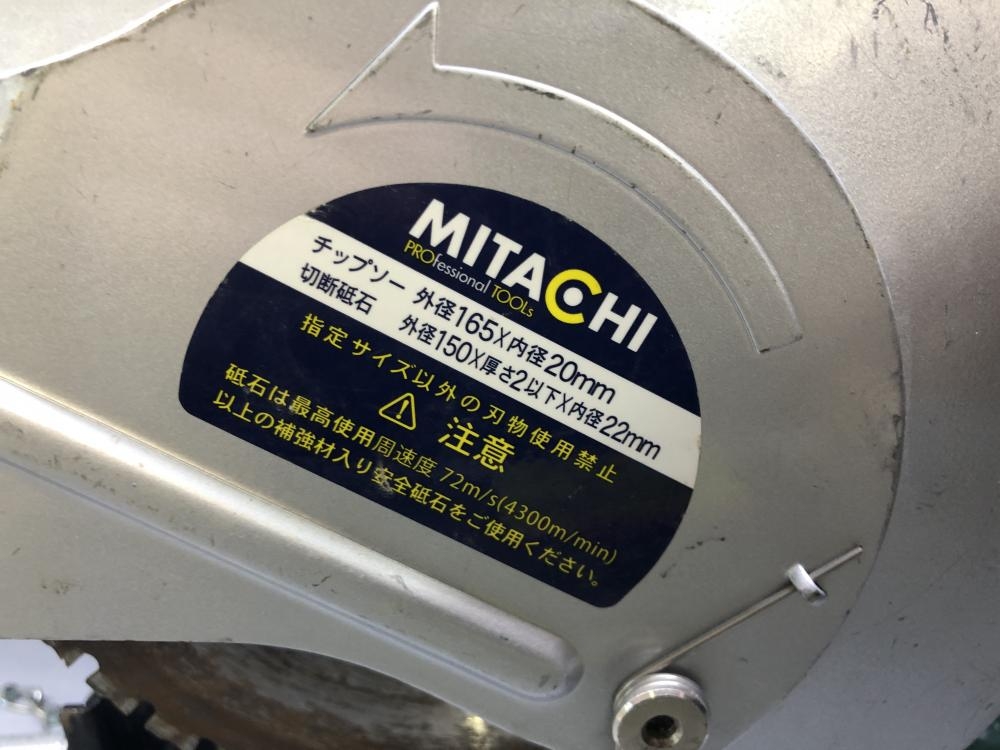 MITACHI
PROfessional TOOLs
チップソー 外径165X内径20mm
切断砥石 外径150X厚さ2以下X内径22mm
指定サイズ以外の刃物使用禁止
注意
砥石は最高使用周速度 72m/s(4300m/min)
以上の補強材入り安全砥石をご使用ください。